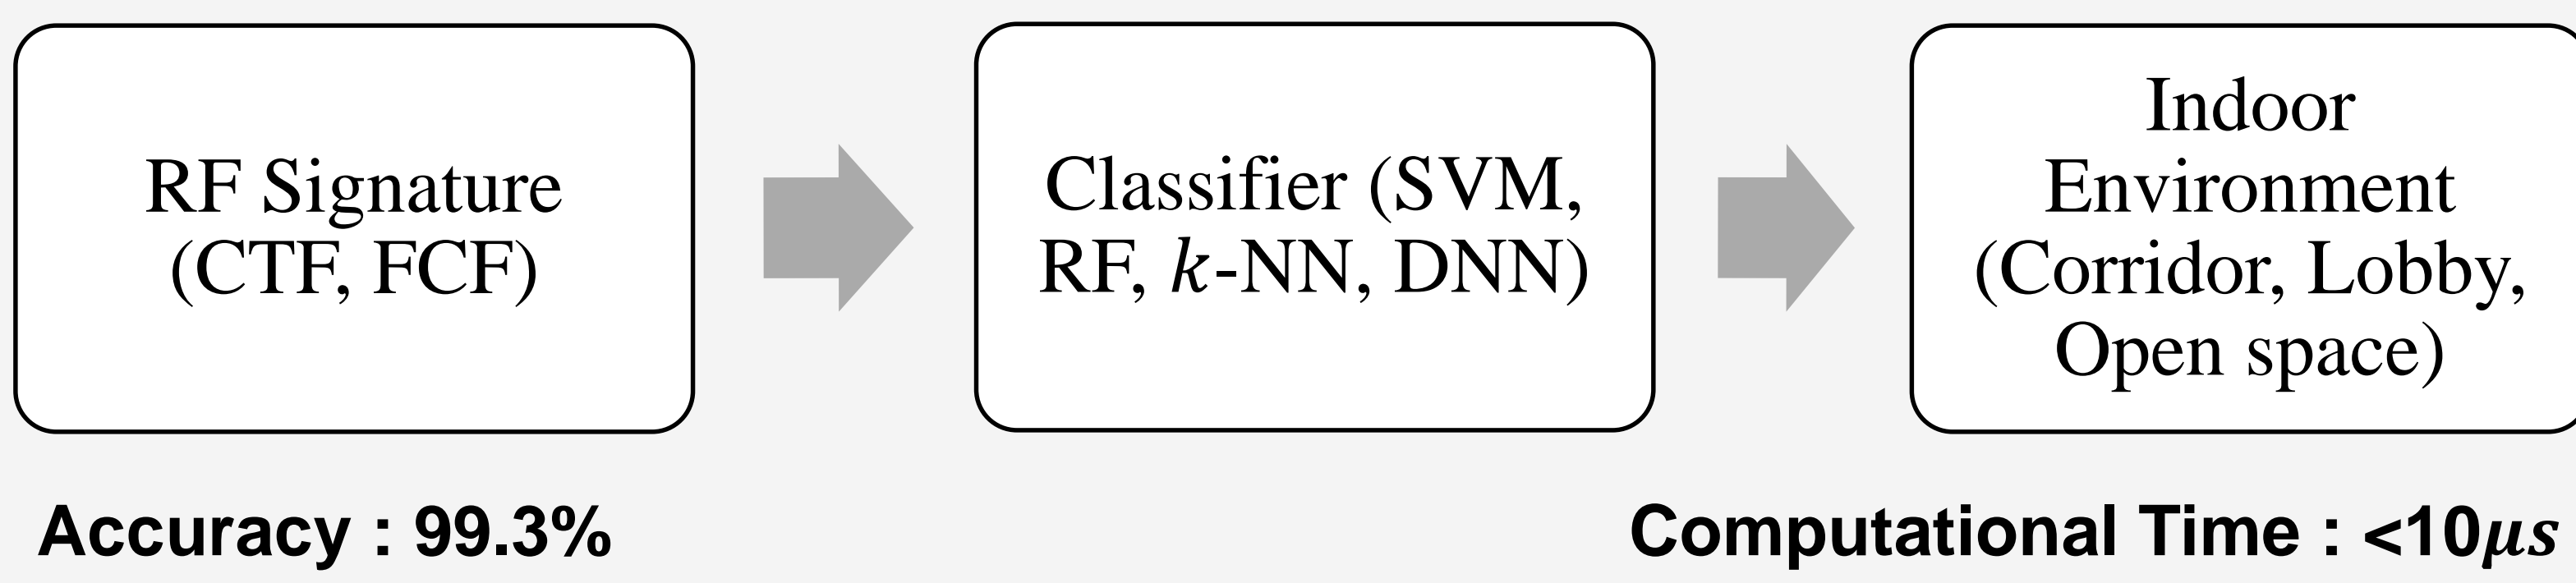 RF Signature
(CTF, FCF)
Classifier (SVM,
RF, k-NN, DNN)
Indoor
Environment
(Corridor, Lobby,
Open space)
Accuracy : 99.3%
Computational Time : <10μs